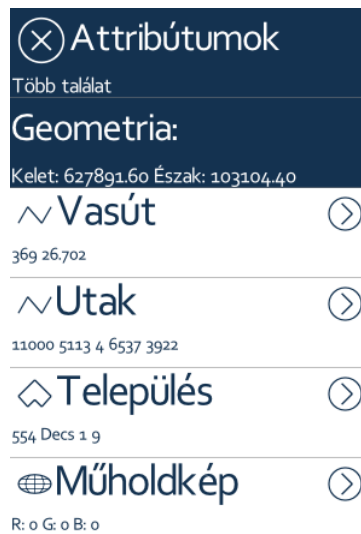 Attribútumok
Több találat
Geometria:
Kelet: 627891.60 Észak: 103104.40
Vasút
369 26.702
Utak
11000 5113 4 6537 3922
Település
554 Decs 1 9
Műholdkép
R: 0 G: 0 B: 0